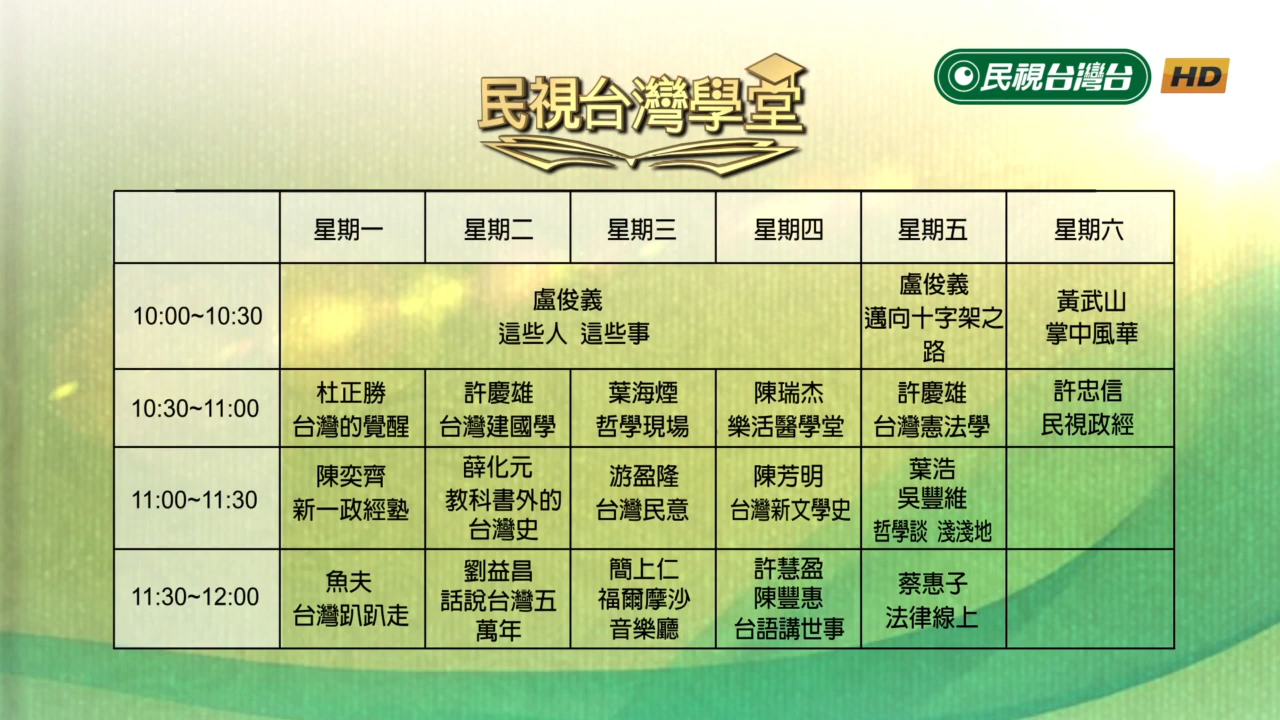 民視台灣學堂
民視台灣台
HD
星期一
星期二
星期三
星期四
星期五
星期六
10:00~10:30
盧俊義
這些人 這些事
盧俊義
邁向十字架之
路
黃武山
掌中風華
10:30~11:00
杜正勝
台灣的覺醒
許慶雄
台灣建國學
葉海煙
哲學現場
陳瑞杰
樂活醫學堂
許慶雄
台灣憲法學
許忠信
民視政經
11:00~11:30
陳奕齊
新一政經塾
薛化元
教科書外的
台灣史
游盈隆
台灣民意
陳芳明
台灣新文學史
葉浩
吳豐維
哲學談 淺淺地
11:30~12:00
魚夫
台灣趴趴走
劉益昌
話說台灣五
萬年
簡上仁
福爾摩沙
音樂廳
許慧盈
陳豐惠
台語講世事
蔡惠子
法律線上